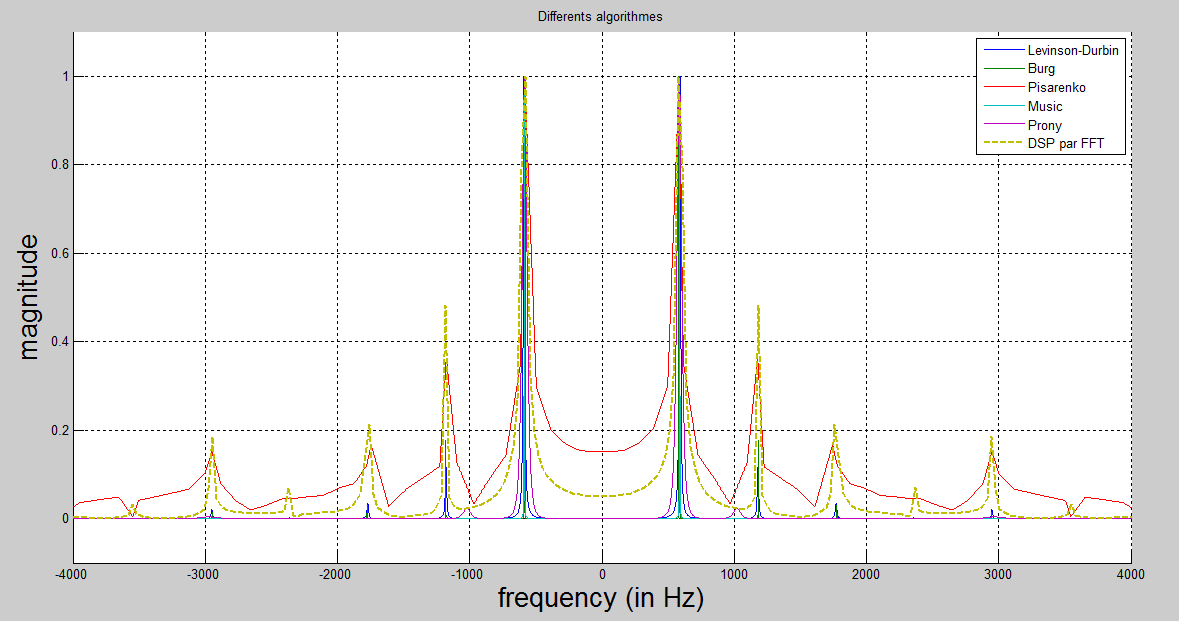 Differents algorithmes
Levinson-Durbin
Burg
Pisarenko
Music
Prony
DSP par FFT
magnitude
1
0.8
0.6
0.4
0.2
0
-4000 -3000 -2000 -1000 0 1000 2000 3000 4000
frequency (in Hz)